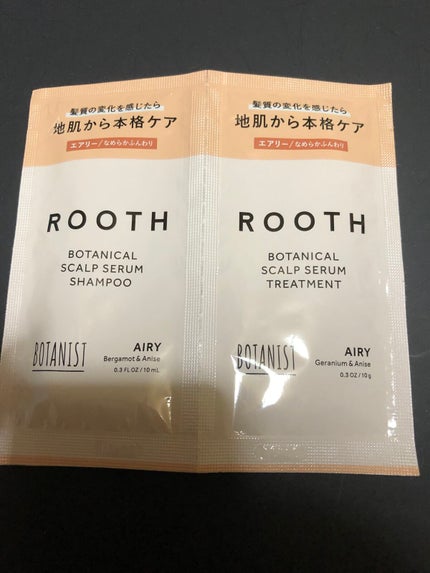 髪質の変化を感じたら
地肌から本格ケア
エアリー/なめらかふんわり
ROOTH
BOTANICAL
SCALP SERUM
SHAMPOO
BOTANIST
AIRY
Bergamot & Anise
0.3 FL OZ / 10 mL
髪質の変化を感じたら
地肌から本格ケア
エアリー/なめらかふんわり
ROOTH
BOTANICAL
SCALP SERUM
TREATMENT
BOTANIST
AIRY
Geranium & Anise
0.3 OZ / 10 g